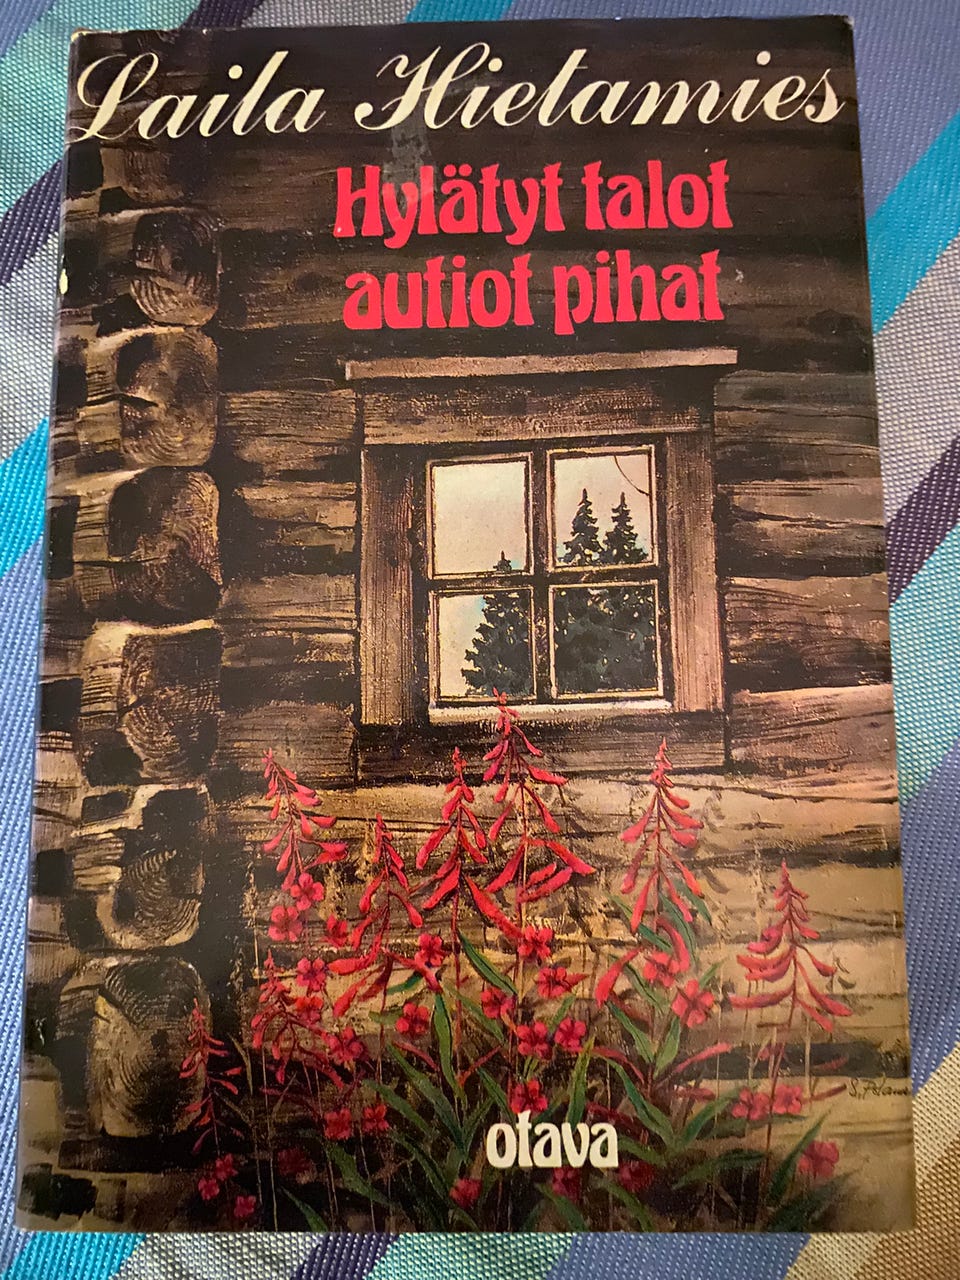 Laila Hietamies
Hylätyt talot
autiot pihat
otava